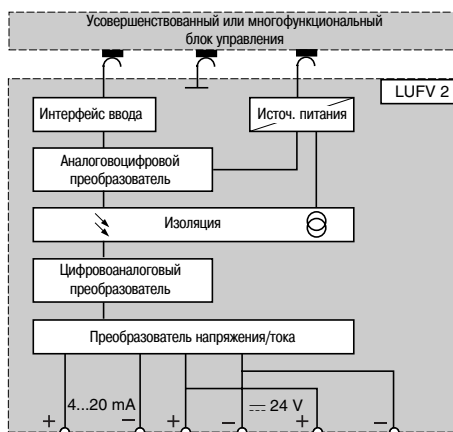 Усовершенствованный или многофункциональный
блок управления
LUFV 2
Интерфейс ввода
Источ. питания
Аналоговоцифровой
преобразователь
Изоляция
Цифроаналоговый
преобразователь
Преобразователь напряжения/тока
4...20 mA
24 V
+ − + − + −